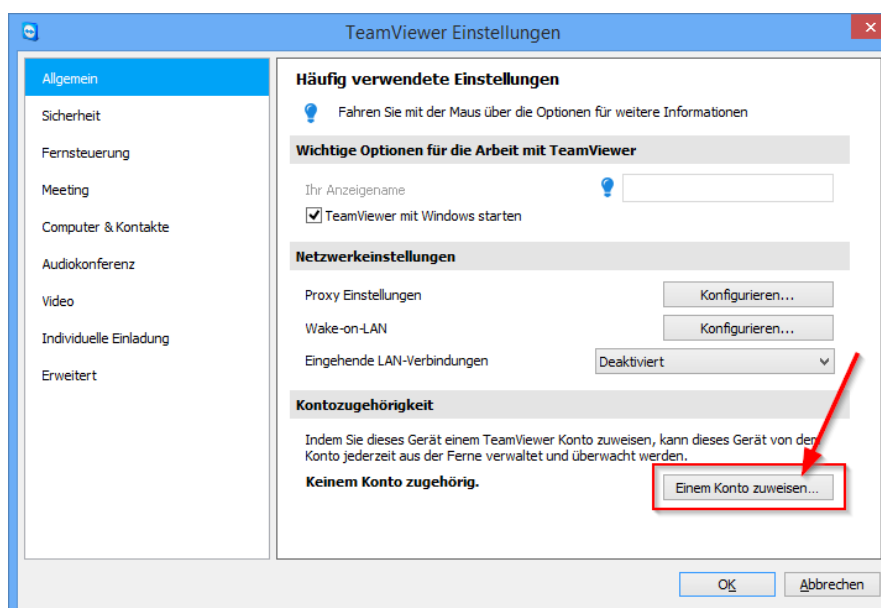 TeamViewer Einstellungen
Allgemein
Sicherheit
Fernsteuerung
Meeting
Computer & Kontakte
Audiokonferenz
Video
Individuelle Einladung
Erweitert
Häufig verwendete Einstellungen
Fahren Sie mit der Maus über die Optionen für weitere Informationen
Wichtige Optionen für die Arbeit mit TeamViewer
Ihr Anzeigename
TeamViewer mit Windows starten
Netzwerkeinstellungen
Proxy Einstellungen Konfigurieren...
Wake-on-LAN Konfigurieren...
Eingehende LAN-Verbindungen Deaktiviert
Kontozugehörigkeit
Indem Sie dieses Gerät einem TeamViewer Konto zuweisen, kann dieses Gerät von dem
Konto jederzeit aus der Ferne verwaltet und überwacht werden.
Keinem Konto zugehörig. Einem Konto zuweisen...
OK Abbrechen